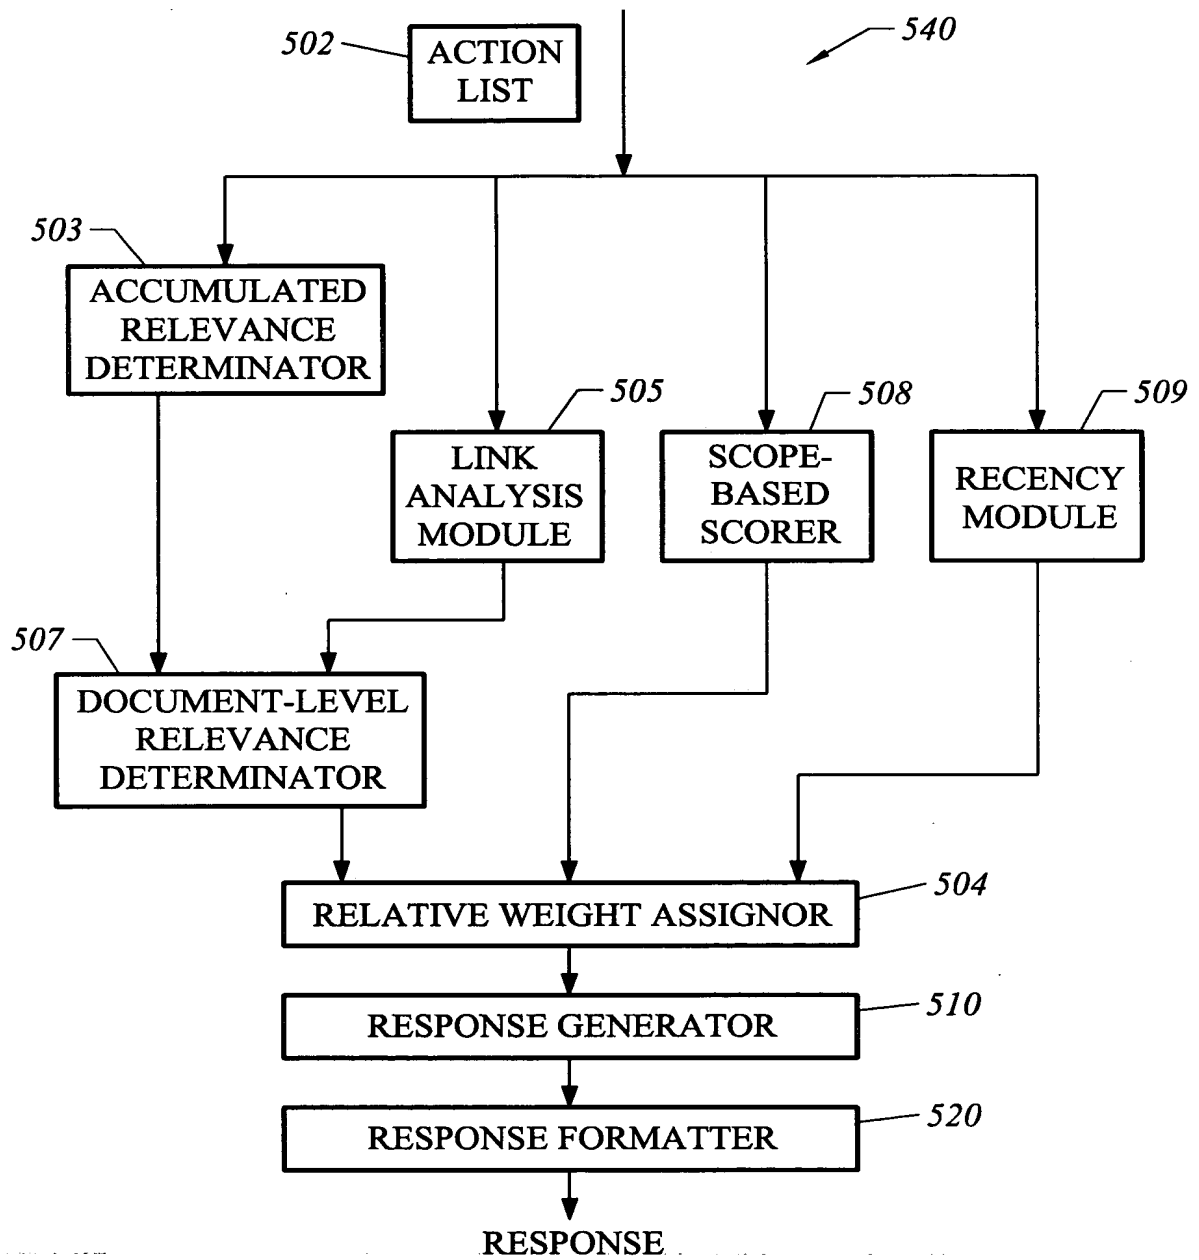 502
ACTION
LIST
540
503
ACCUMULATED
RELEVANCE
DETERMINATOR
505
LINK
ANALYSIS
MODULE
508
SCOPE-
BASED
SCORER
509
RECENCY
MODULE
507
DOCUMENT-LEVEL
RELEVANCE
DETERMINATOR
504
RELATIVE WEIGHT ASSIGNOR
510
RESPONSE GENERATOR
520
RESPONSE FORMATTER
RESPONSE